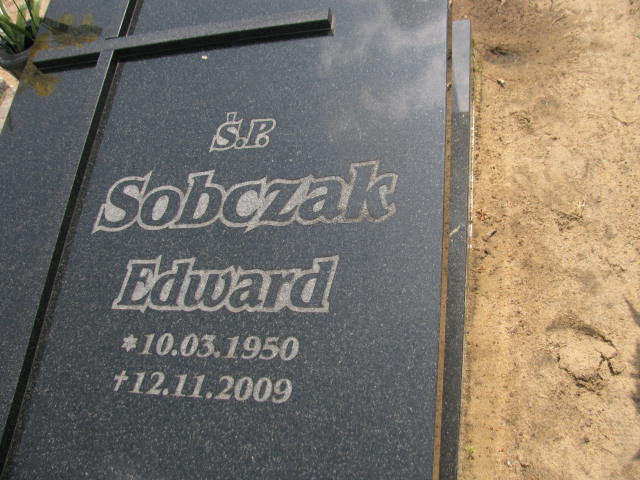 Ś.P.
Sobczak
Edward
*10.03.1950
†12.11.2009